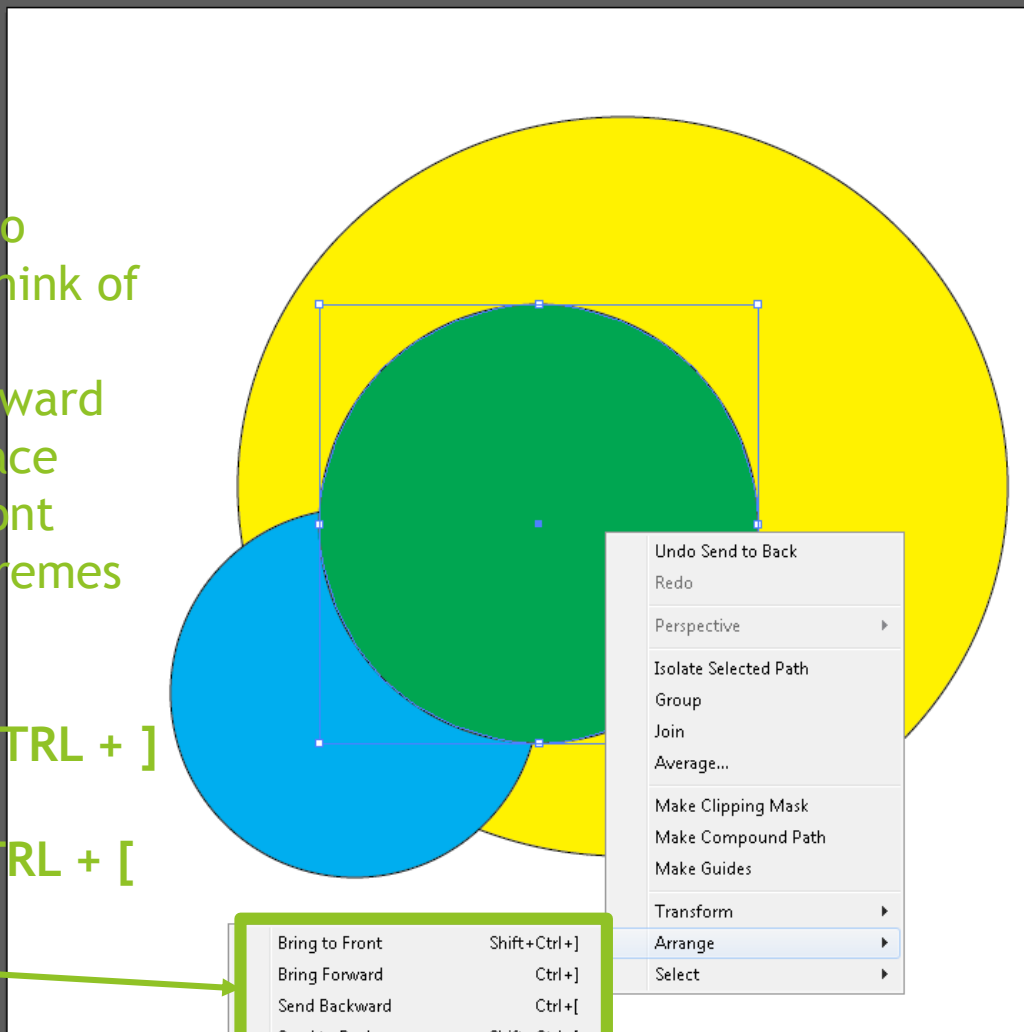 o
hink of
ward
ace
ont
remes
TRL + ]
TRL + [
Undo Send to Back
Redo
Perspective
Isolate Selected Path
Group
Join
Average...
Make Clipping Mask
Make Compound Path
Make Guides
Transform
Arrange
Select
Bring to Front Shift+Ctrl+]
Bring Forward Ctrl+]
Send Backward Ctrl+[